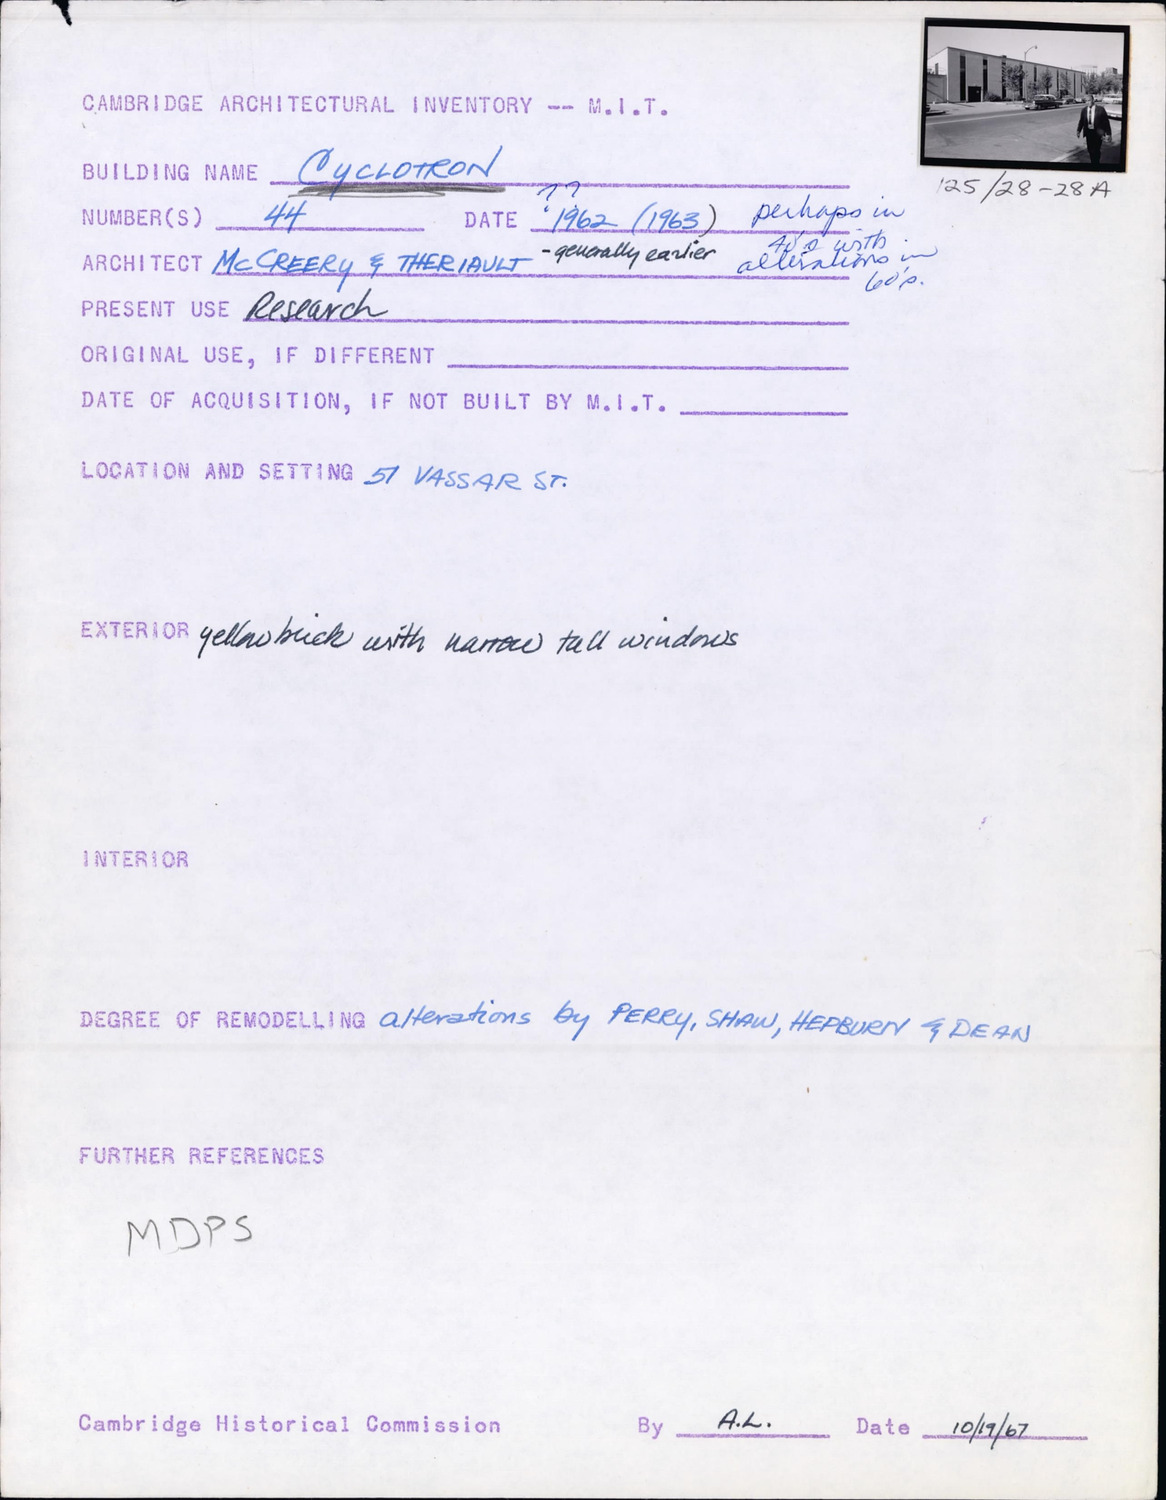 CAMBRIDGE ARCHITECTURAL INVENTORY -- M.I.T.
125/28-28A
BUILDING NAME CYCLOTRON
NUMBER(S) 44 DATE ?? 1962 (1963) perhaps in
40's with
alterations in
60's.
ARCHITECT MCCREERY & THERIAULT - generally earlier
PRESENT USE Research
ORIGINAL USE, IF DIFFERENT
DATE OF ACQUISITION, IF NOT BUILT BY M.I.T.
LOCATION AND SETTING 51 VASSAR ST.
EXTERIOR yellow brick with narrow tall windows
INTERIOR
DEGREE OF REMODELLING alterations by PERRY, SHAW, HEPBURN & DEAN
FURTHER REFERENCES
MDPS
Cambridge Historical Commission By A.L. Date 10/19/67